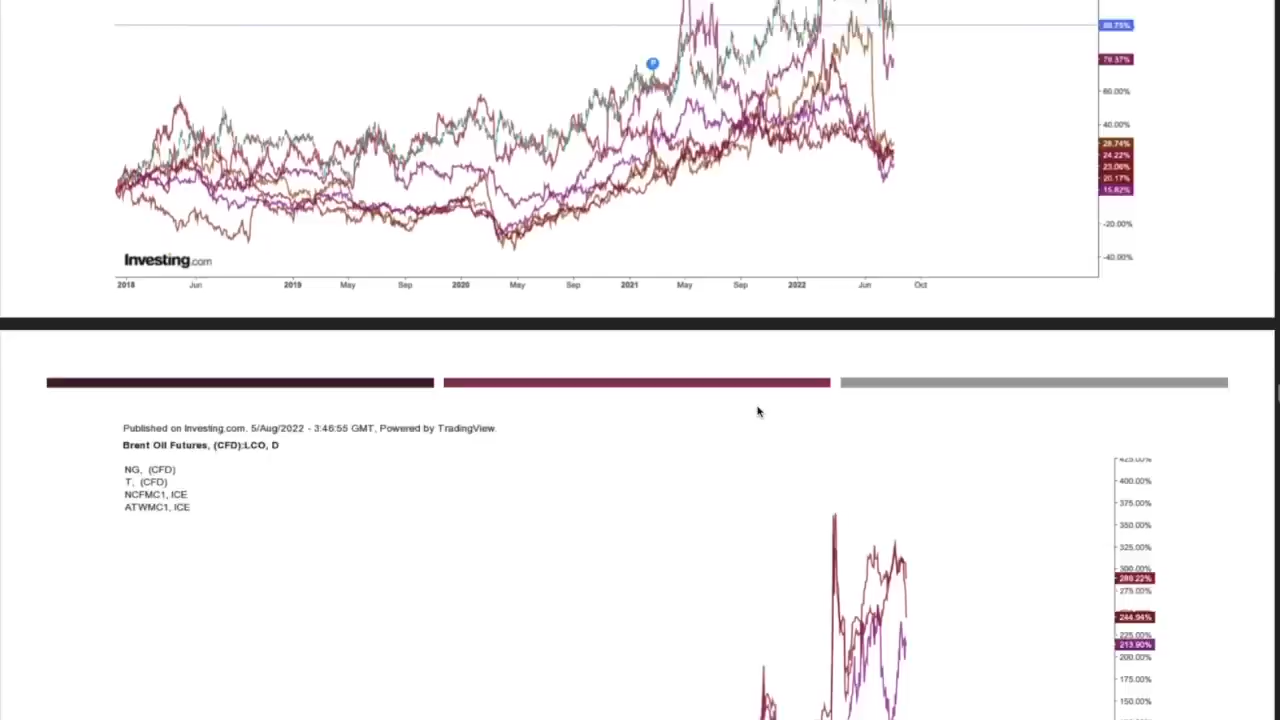 88.75%
78.37%
60.00%
40.00%
28.74%
24.22%
23.06%
20.17%
15.82%
-20.00%
-40.00%
Investing.com
2018 Jun 2019 May Sep 2020 May Sep 2021 May Sep 2022 Jun Oct
P
Published on Investing.com, 5/Aug/2022 - 3:46:55 GMT, Powered by TradingView.
Brent Oil Futures, (CFD):LCO, D
NG, (CFD)
T, (CFD)
NCFMC1, ICE
ATWMC1, ICE
425.00%
400.00%
375.00%
350.00%
325.00%
300.00%
289.22%
275.00%
244.94%
225.00%
213.90%
200.00%
175.00%
150.00%